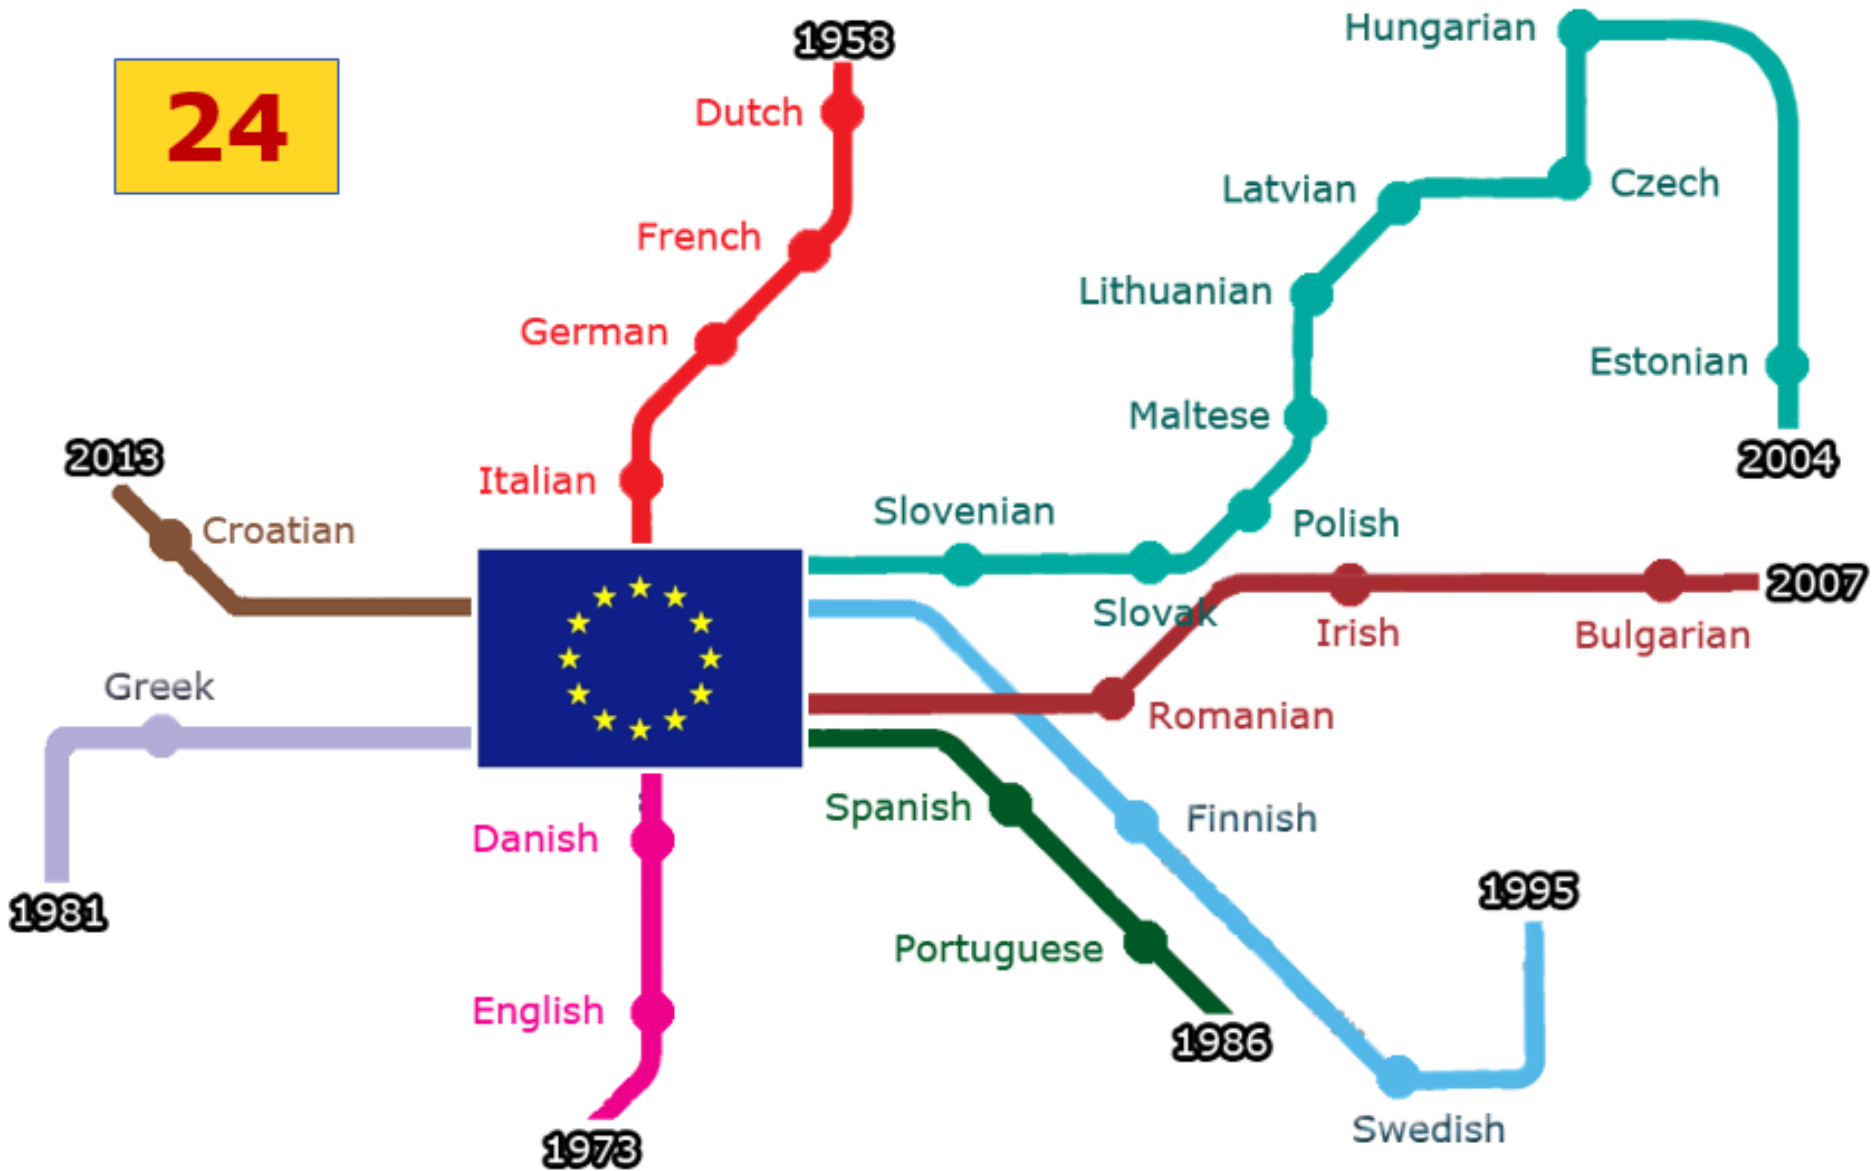 24
1958
Dutch
French
German
Italian
Hungarian
Czech
Latvian
Lithuanian
Maltese
Estonian
2004
Polish
Slovenian
Slovak
2013
Croatian
Greek
1981
2007
Irish
Bulgarian
Romanian
Spanish
Portuguese
1986
Finnish
1995
Swedish
Danish
English
1973